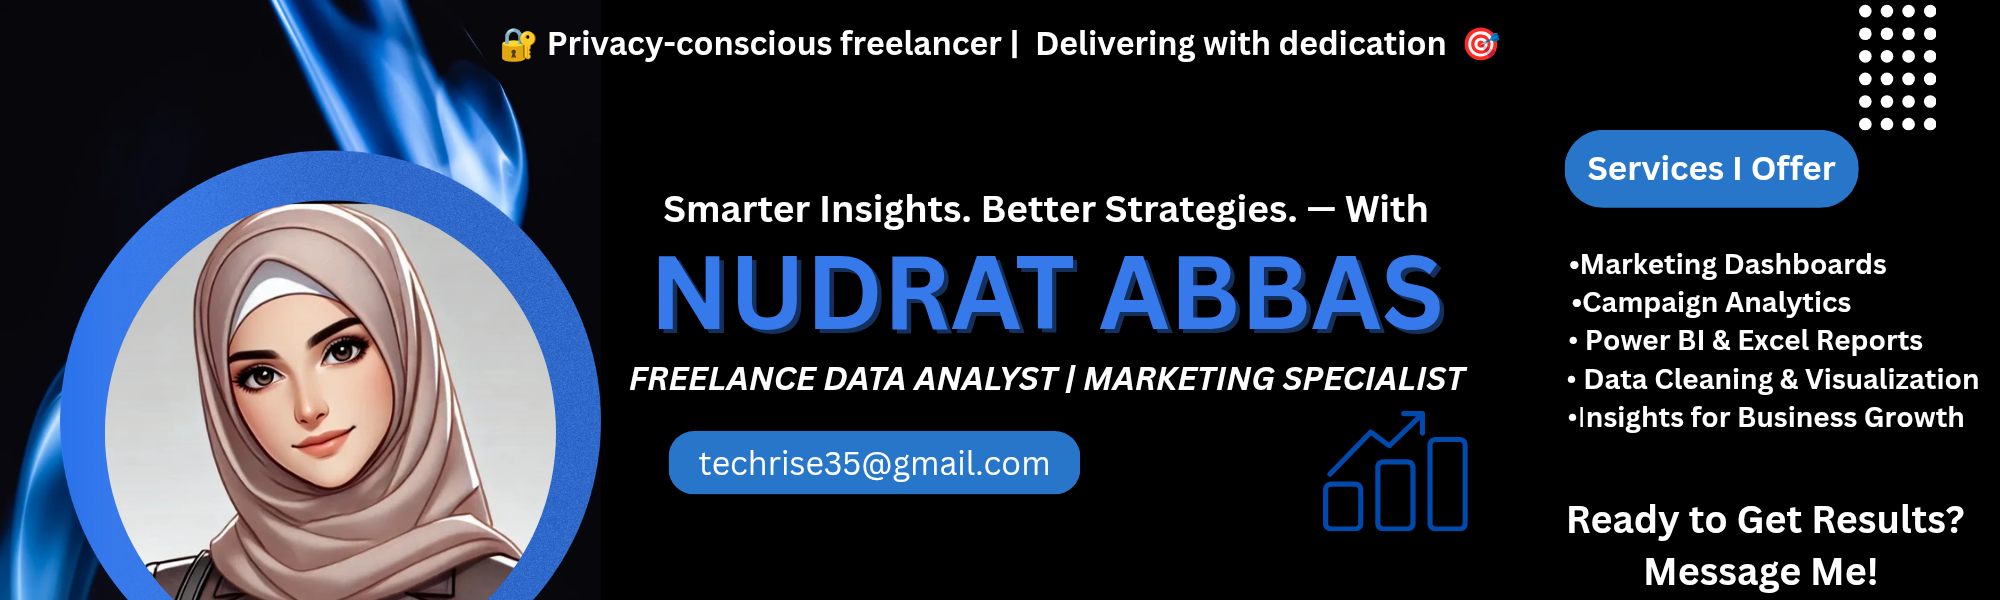 🔐 Privacy-conscious freelancer | Delivering with dedication 🎯
Smarter Insights. Better Strategies. — With
NUDRAT ABBAS
FREELANCE DATA ANALYST | MARKETING SPECIALIST
techrise35@gmail.com
Services I Offer
•Marketing Dashboards
•Campaign Analytics
• Power BI & Excel Reports
• Data Cleaning & Visualization
•Insights for Business Growth
Ready to Get Results?
Message Me!